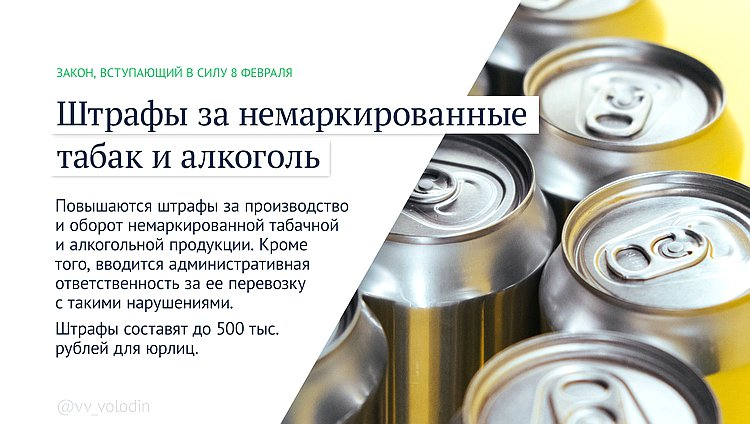 ЗАКОН, ВСТУПАЮЩИЙ В СИЛУ 8 ФЕВРАЛЯ
Штрафы за немаркированные
табак и алкоголь
Повышаются штрафы за производство
и оборот немаркированной табачной
и алкогольной продукции. Кроме
того, вводится административная
ответственность за ее перевозку
с такими нарушениями.
Штрафы составят до 500 тыс.
рублей для юрлиц.
@vv_volodin